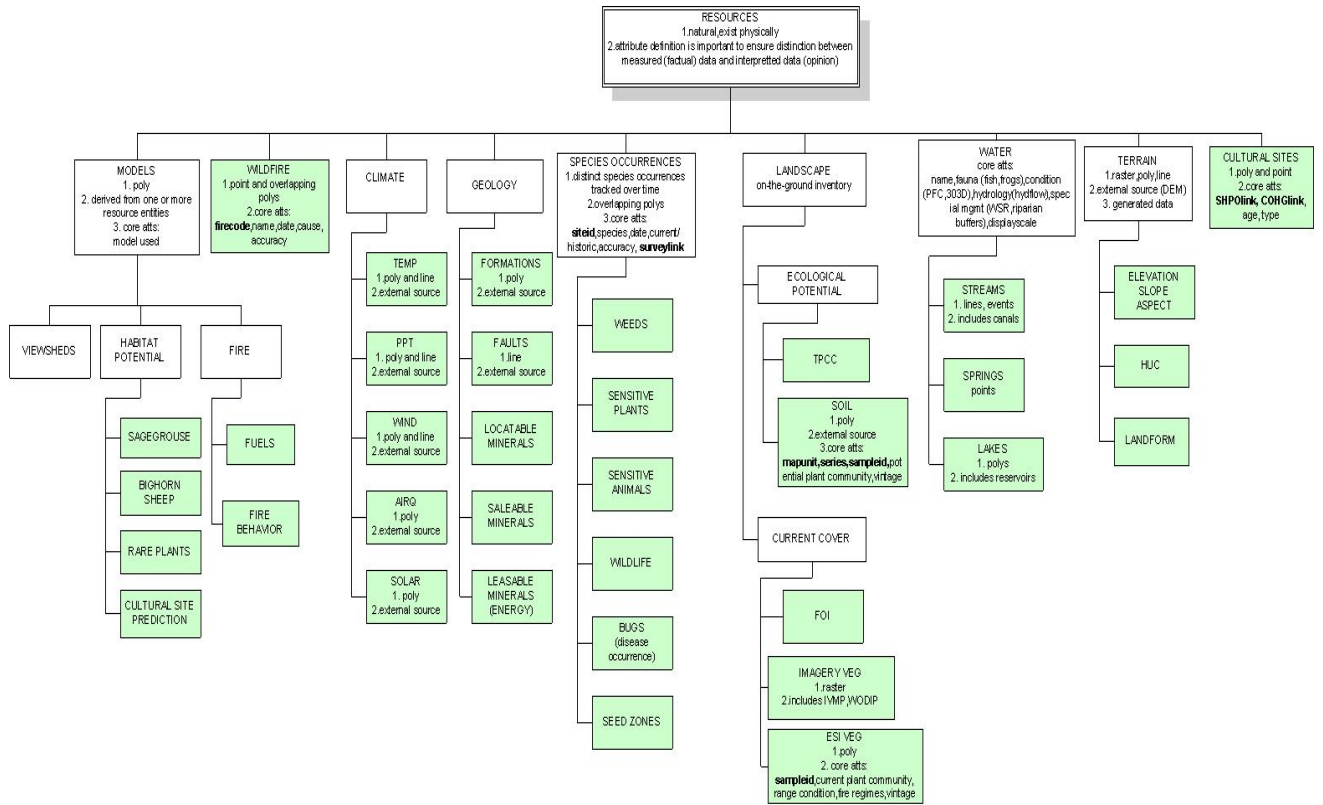 RESOURCES
1.natural,exist physically
2.attribute definition is important to ensure distinction between
measured (factual) data and interpretted data (opinion)
MODELS
1. poly
2. derived from one or more
resource entities
3. core atts:
model used
WILDFIRE
1.point and overlapping
polys
2.core atts:
firecode,name,date,cause,
accuracy
CLIMATE
GEOLOGY
SPECIES OCCURRENCES
1.distinct species occurrences
tracked over time
2.overlapping polys
3.core atts:
siteid,species,date,current/
historic,accuracy, surveylink
LANDSCAPE
on-the-ground inventory
WATER
core atts:
name,fauna (fish,frogs),condition
(PFC,303D),hydrology(hydflow),spec
ial mgmt (WSR,riparian
buffers),displayscale
TERRAIN
1.raster,poly,line
2.external source (DEM)
3. generated data
CULTURAL SITES
1.poly and point
2.core atts:
SHPOlink, COHGlink,
age,type
VIEWSHEDS
HABITAT
POTENTIAL
FIRE
SAGEGROUSE
BIGHORN
SHEEP
RARE PLANTS
CULTURAL SITE
PREDICTION
FUELS
FIRE
BEHAVIOR
TEMP
1.poly and line
2.external source
PPT
1. poly and line
2.external source
WIND
1.poly and line
2.external source
AIRQ
1.poly
2.external source
SOLAR
1. poly
2.external source
FORMATIONS
1.poly
2.external source
FAULTS
1.line
2.external source
LOCATABLE
MINERALS
SALEABLE
MINERALS
LEASABLE
MINERALS
(ENERGY)
WEEDS
SENSITIVE
PLANTS
SENSITIVE
ANIMALS
WILDLIFE
BUGS
(disease
occurrence)
SEED ZONES
ECOLOGICAL
POTENTIAL
TPCC
SOIL
1.poly
2.external source
3.core atts:
mapunit,series,sampleid,pot
ential plant community,vintage
CURRENT COVER
FOI
IMAGERY VEG
1.raster
2.includes IVMP,WODIP
ESI VEG
1.poly
2. core atts:
sampleid,current plant community,
range condition,fire regimes,vintage
STREAMS
1. lines, events
2. includes canals
SPRINGS
points
LAKES
1. polys
2. includes reservoirs
ELEVATION
SLOPE
ASPECT
HUC
LANDFORM